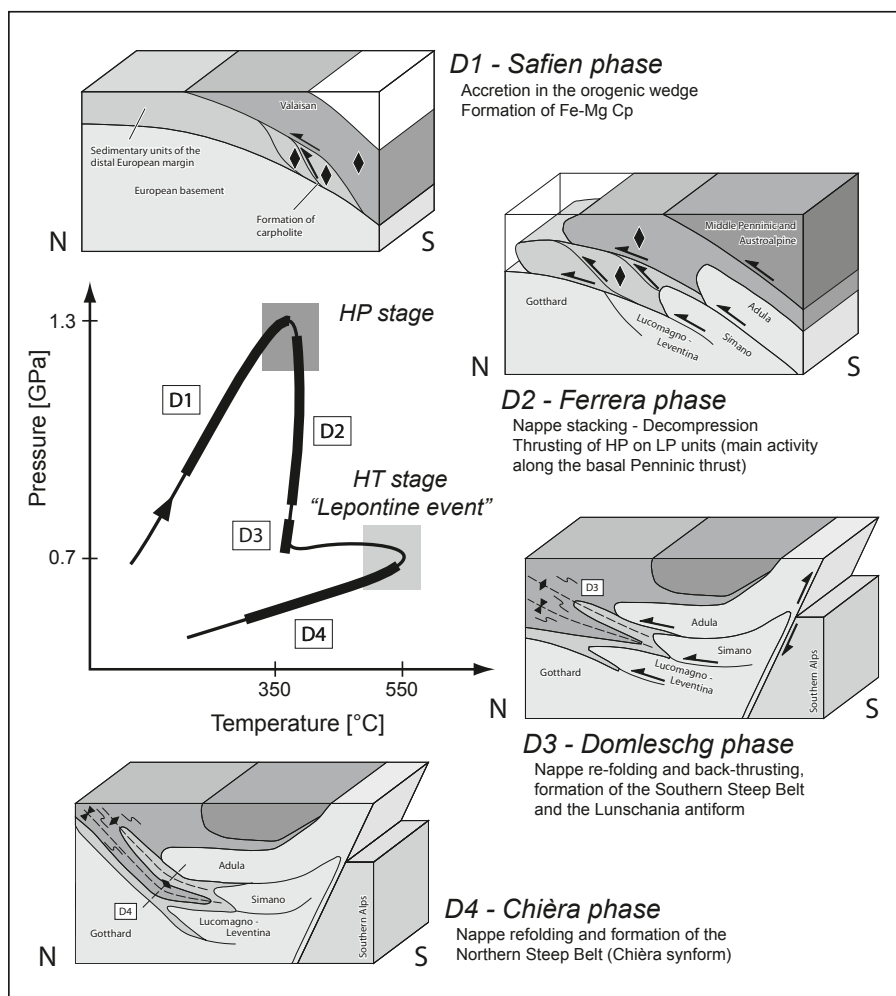 D1 - Safien phase
Accretion in the orogenic wedge
Formation of Fe-Mg Cp
Valaisan
Sedimentary units of the
distal European margin
European basement
Formation of
carpholite
N
S
Middle Penninic and
Austroalpine
Gotthard
Adula
Lucomagno -
Leventina
Simano
N
S
D2 - Ferrera phase
Nappe stacking - Decompression
Thrusting of HP on LP units (main activity
along the basal Penninic thrust)
Pressure [GPa]
1.3
0.7
HP stage
D1
D2
HT stage
“Lepontine event”
D3
D4
350
550
Temperature [°C]
D3
Adula
Simano
Gotthard
Lucomagno -
Leventina
Southern Alps
N
S
D3 - Domleschg phase
Nappe re-folding and back-thrusting,
formation of the Southern Steep Belt
and the Lunschania antiform
Adula
Simano
D4
Lucomagno -
Leventina
Gotthard
Southern Alps
N
S
D4 - Chièra phase
Nappe refolding and formation of the
Northern Steep Belt (Chièra synform)